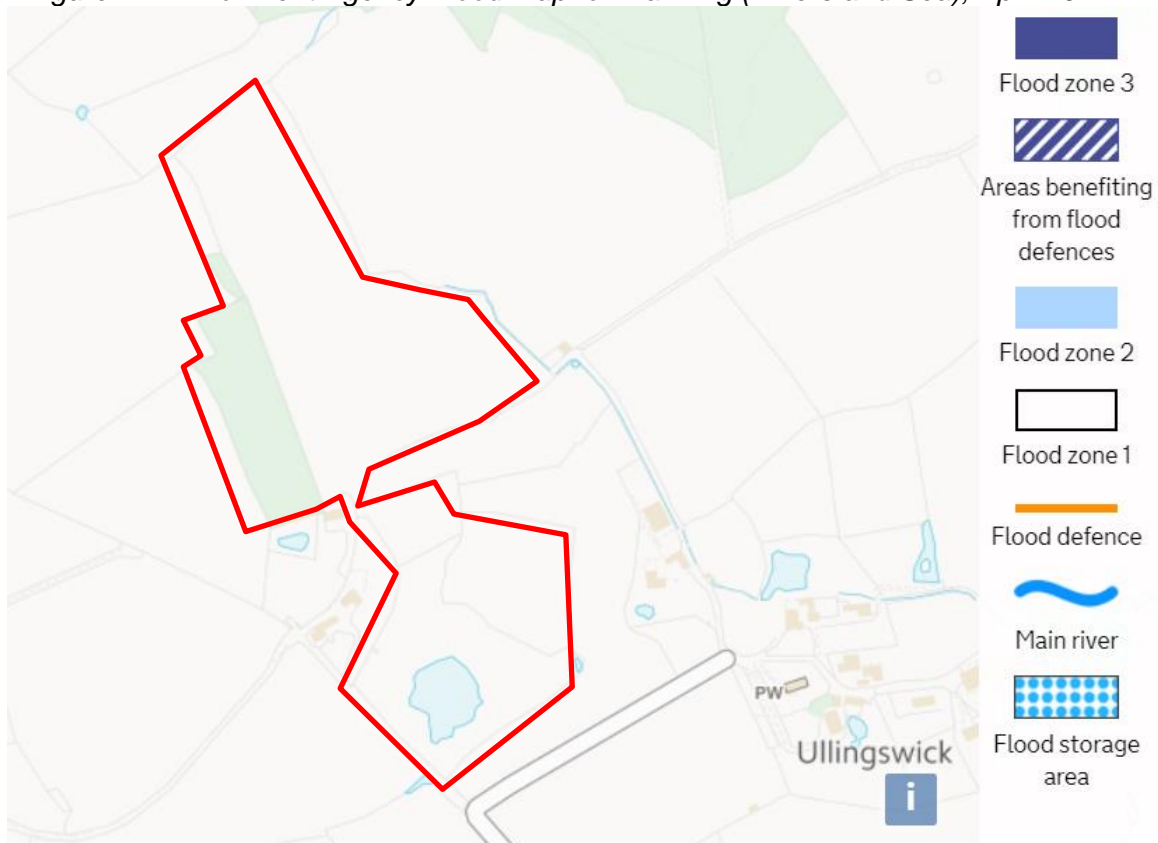 Flood zone 3
Areas benefiting
from flood
defences
Flood zone 2
Flood zone 1
Flood defence
Main river
Flood storage
area
PW
Ullingswick
i